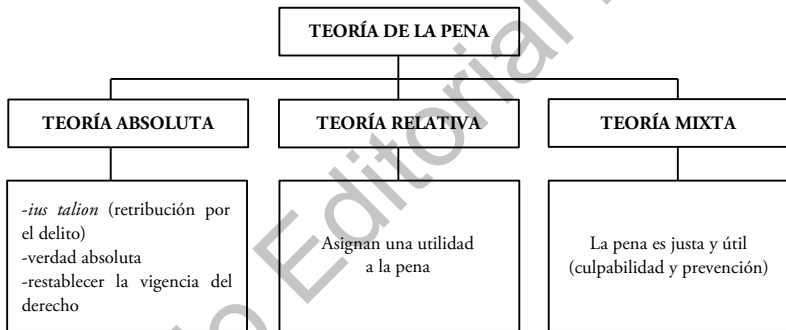 TEORÍA DE LA PENA
TEORÍA ABSOLUTA
TEORÍA RELATIVA
TEORÍA MIXTA
-ius talion (retribución por
el delito)
-verdad absoluta
-restablecer la vigencia del
derecho
Asignan una utilidad
a la pena
La pena es justa y útil
(culpabilidad y prevención)
Editorial